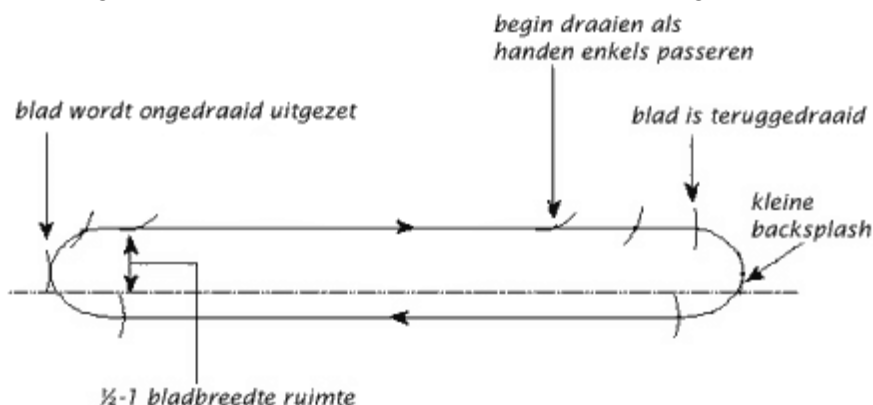 begin draaien als
handen enkels passeren
blad wordt ongedraaid uitgezet
blad is teruggedraaid
kleine
backsplash
½-1 bladbreedte ruimte